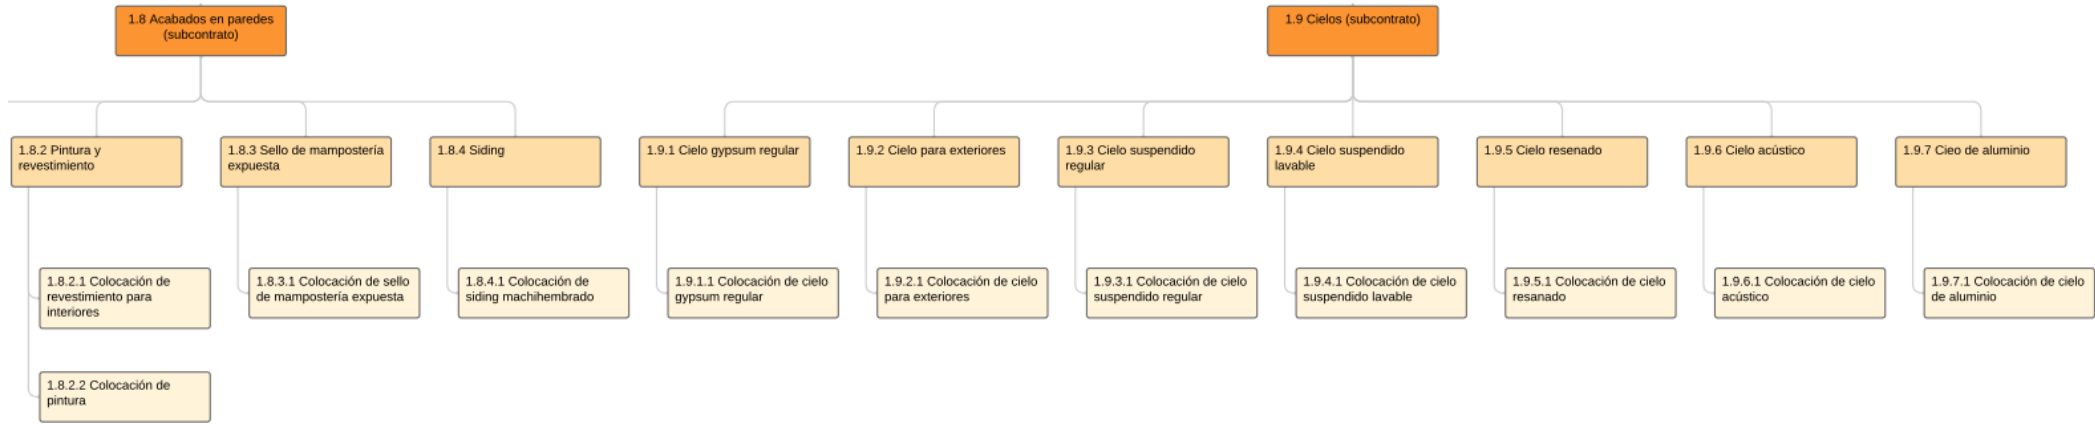 1.8 Acabados en paredes
(subcontrato)
1.9 Cielos (subcontrato)
1.8.2 Pintura y
revestimiento
1.8.3 Sello de mampostería
expuesta
1.8.4 Siding
1.9.1 Cielo gypsum regular
1.9.2 Cielo para exteriores
1.9.3 Cielo suspendido
regular
1.9.4 Cielo suspendido
lavable
1.9.5 Cielo resenado
1.9.6 Cielo acústico
1.9.7 Cieo de aluminio
1.8.2.1 Colocación de
revestimiento para
interiores
1.8.3.1 Colocación de sello
de mampostería expuesta
1.8.4.1 Colocación de
siding machihembrado
1.9.1.1 Colocación de cielo
gypsum regular
1.9.2.1 Colocación de cielo
para exteriores
1.9.3.1 Colocación de cielo
suspendido regular
1.9.4.1 Colocación de cielo
suspendido lavable
1.9.5.1 Colocación de cielo
resanado
1.9.6.1 Colocación de cielo
acústico
1.9.7.1 Colocación de cielo
de aluminio
1.8.2.2 Colocación de
pintura